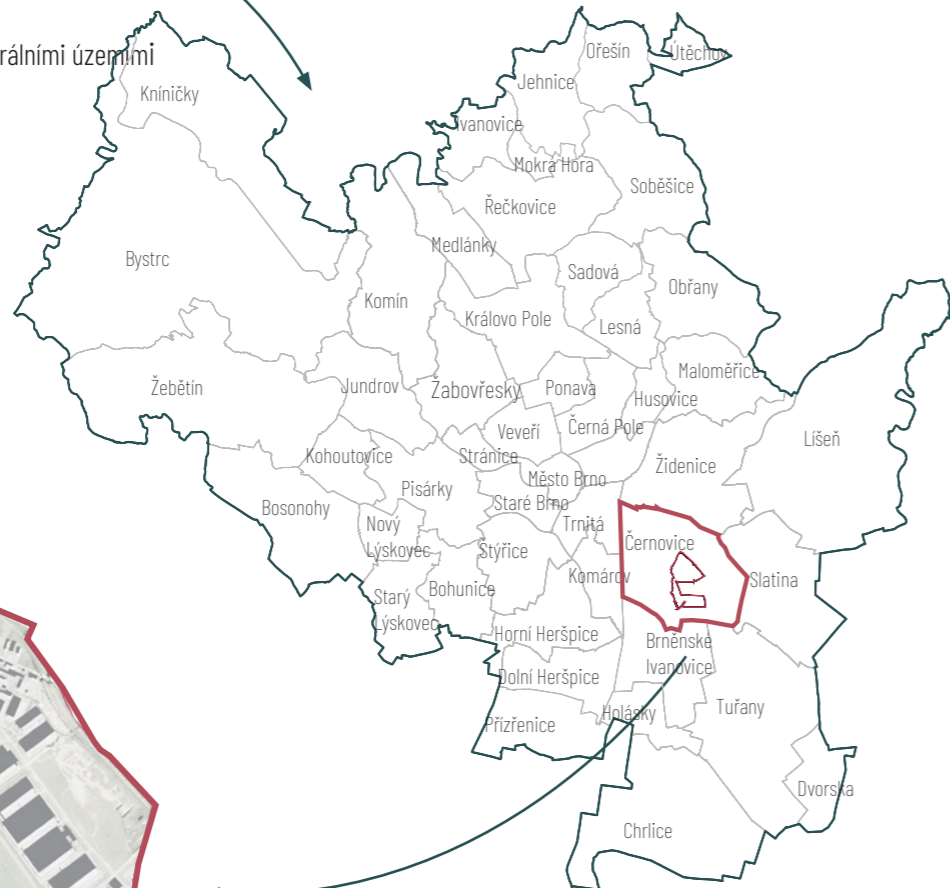 rálními územími
Ořešín
Útěchov
Jehnice
Kníničky
Ivanovice
Mokrá Hora
Soběšice
Řečkovice
Medlánky
Bystrc
Sadová
Obřany
Komín
Královo Pole
Lesná
Maloměřice
Žebětín
Jundrov
Žabovřesky
Ponava
Husovice
Černá Pole
Veveří
Líšeň
Kohoutovice
Stránice
Židenice
Město Brno
Pisárky
Staré Brno
Bosonohy
Nový
Lýskovec
Trnitá
Černovice
Štýřice
Komárov
Slatina
Bohunice
Starý
Lýskovec
Horní Heršpice
Brněnské
Ivanovice
Dolní Heršpice
Tuřany
Holásky
Přízřenice
Dvorska
Chrlice